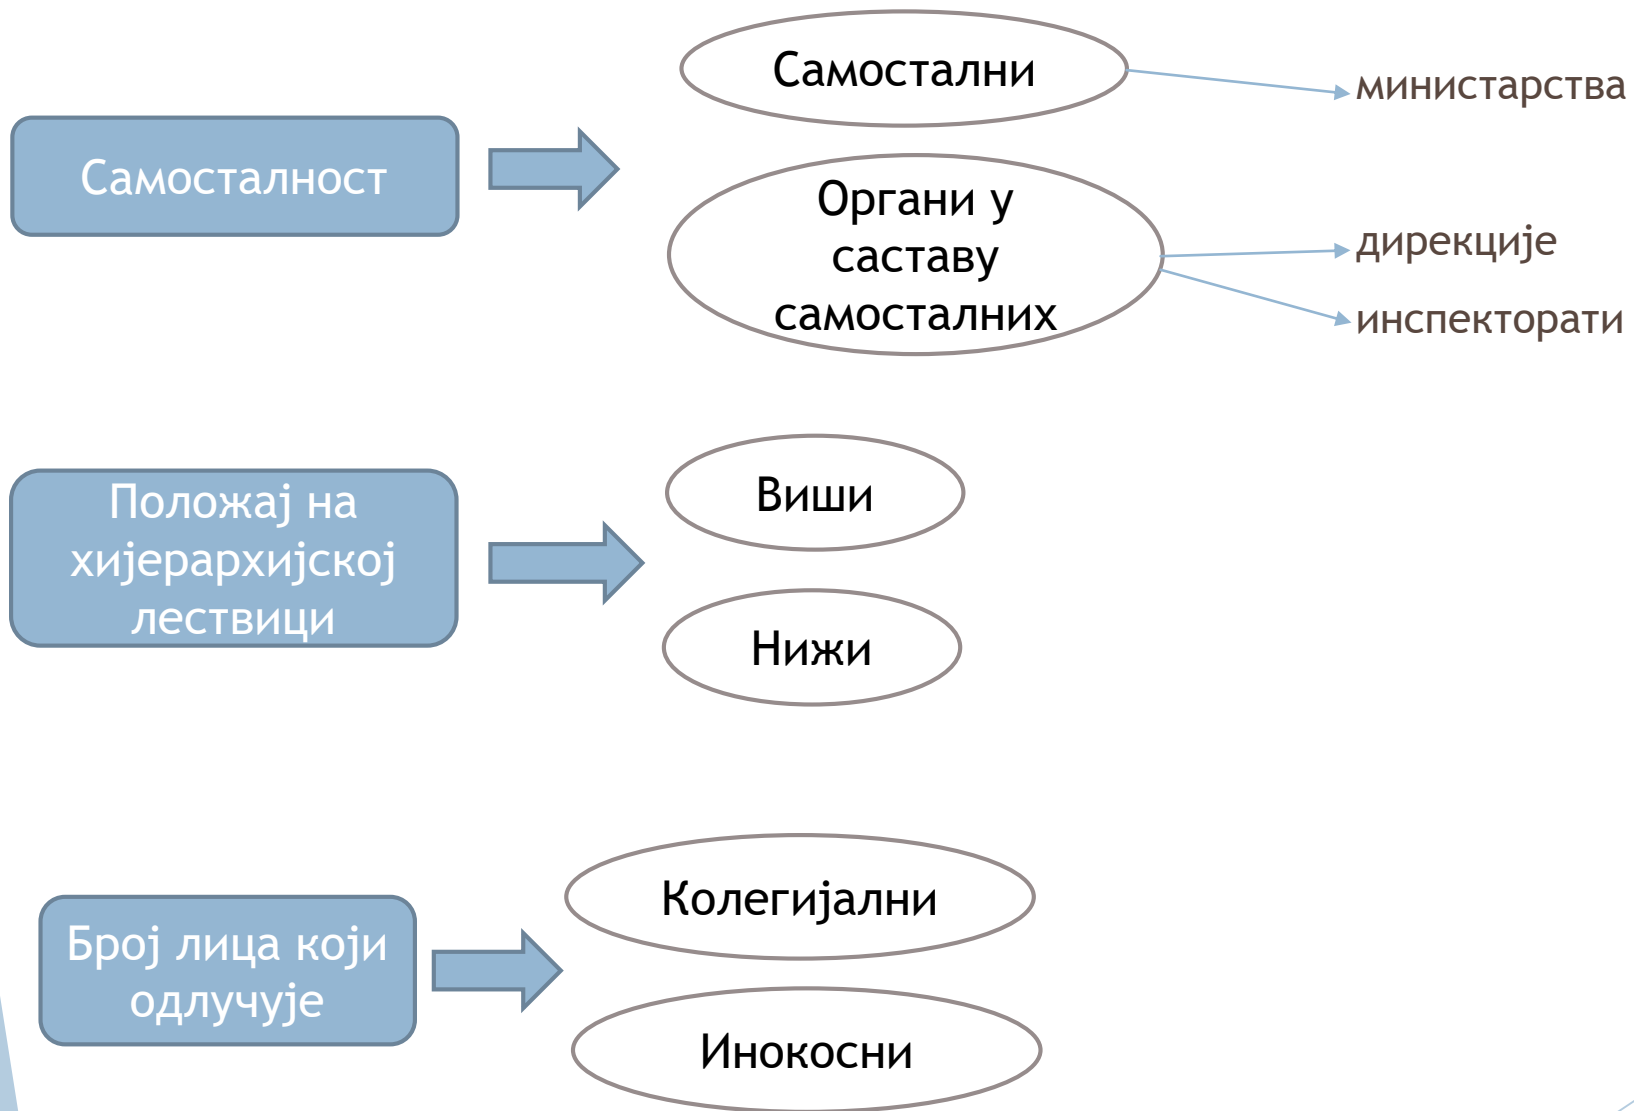 Самосталност
Самостални
министарства
Органи у
саставу
самосталних
дирекције
инспекторати
Положај на
хијерархијској
лествици
Виши
Нижи
Број лица који
одлучује
Колегијални
Инокосни